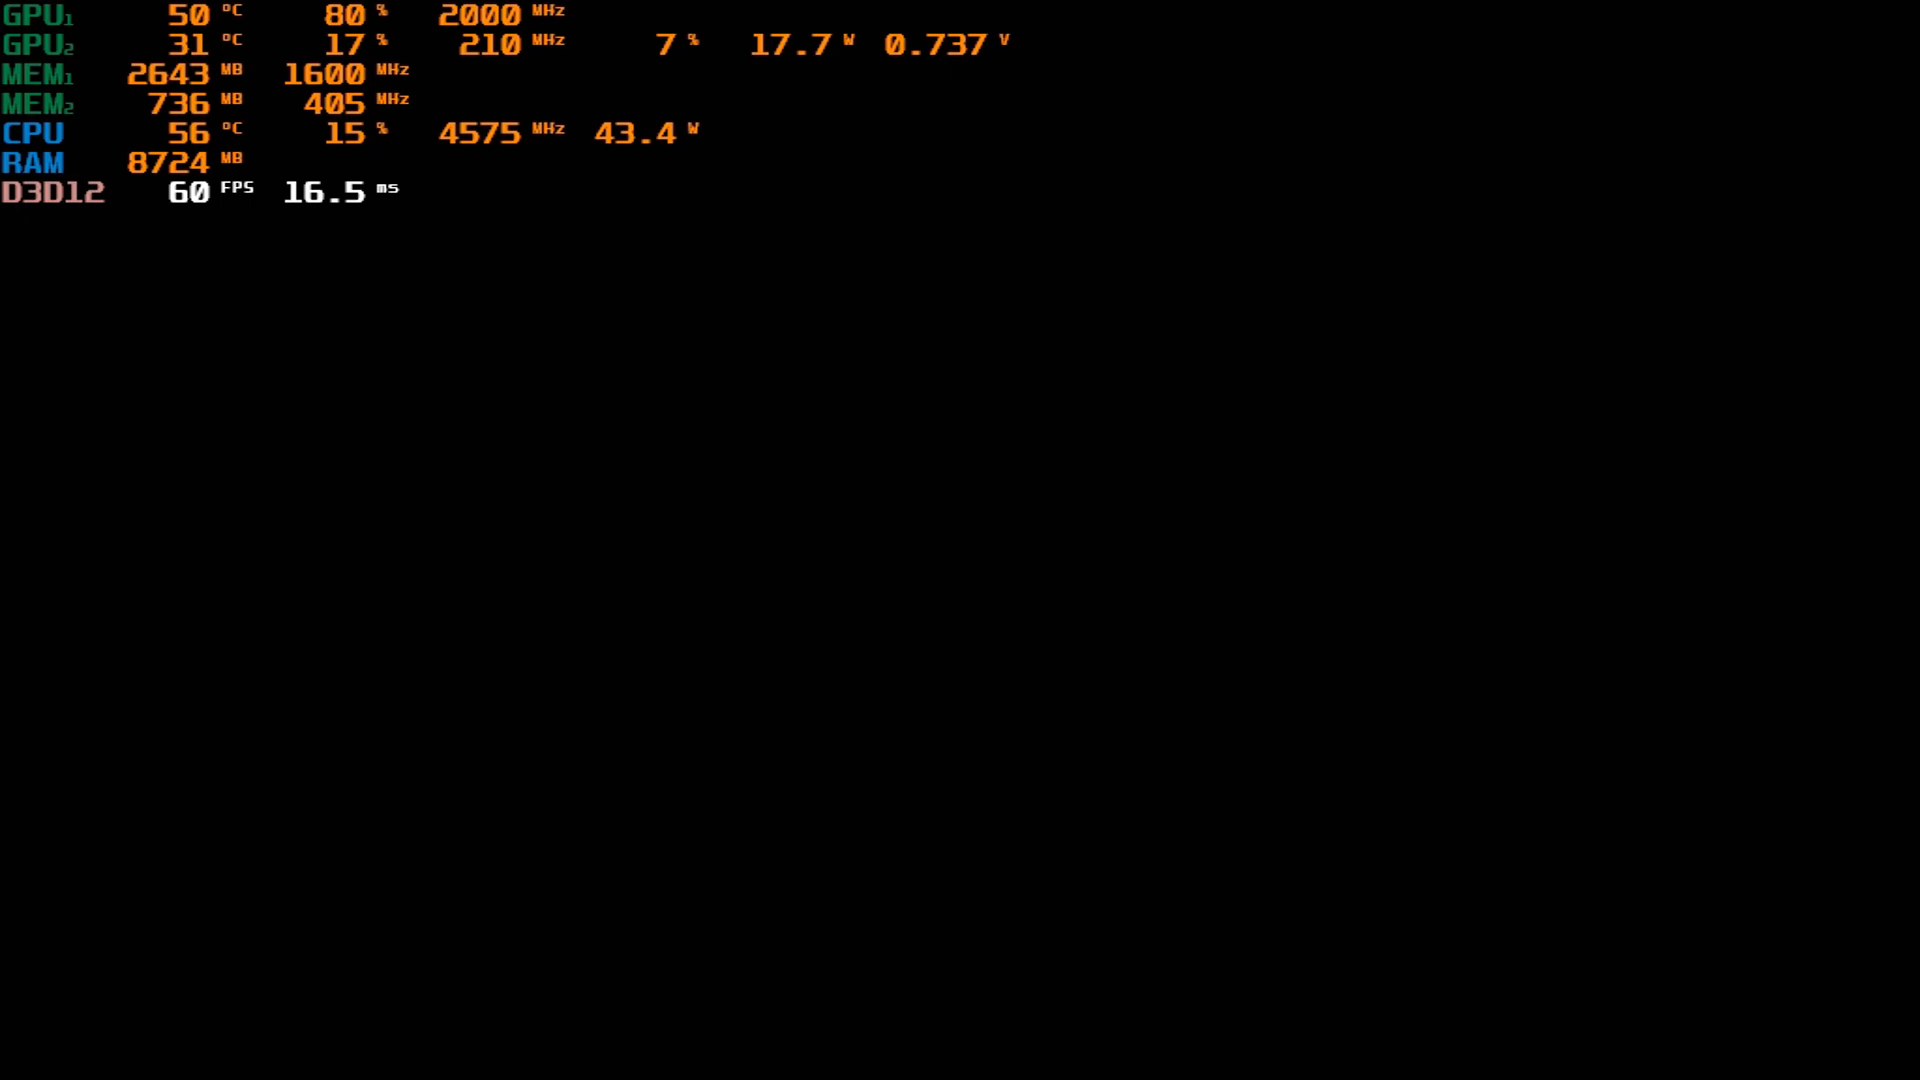 GPU1 50 °C 80 % 2000 MHz
GPU2 31 °C 17 % 210 MHz 7 % 17.7 W 0.737 V
MEM1 2643 MB 1600 MHz
MEM2 736 MB 405 MHz
CPU 56 °C 15 % 4575 MHz 43.4 W
RAM 8724 MB
D3D12 60 FPS 16.5 ms